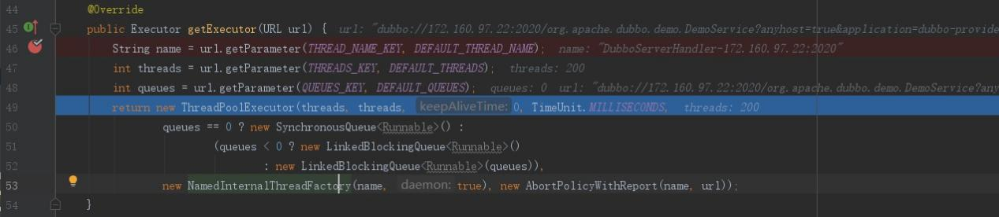 44 @Override
45 public Executor getExecutor(URL url) { url: "dubbo://172.160.97.22:2020/org.apache.dubbo.demo.DemoService?anyhost=true&application=dubbo-provide
46 String name = url.getParameter(THREAD_NAME_KEY, DEFAULT_THREAD_NAME); name: "DubboServerHandler-172.160.97.22:2020"
47 int threads = url.getParameter(THREADS_KEY, DEFAULT_THREADS); threads: 200
48 int queues = url.getParameter(QUEUES_KEY, DEFAULT_QUEUES); queues: 0 url: "dubbo://172.160.97.22:2020/org.apache.dubbo.demo.DemoService?any
49 return new ThreadPoolExecutor(threads, threads, keepAliveTime: 0, TimeUnit.MILLISECONDS, threads: 200
50 queues == 0 ? new SynchronousQueue<Runnable>() :
51 (queues < 0 ? new LinkedBlockingQueue<Runnable>()
52 : new LinkedBlockingQueue<Runnable>(queues)),
53 new NamedInternalThreadFactory(name, daemon: true), new AbortPolicyWithReport(name, url));
54 }